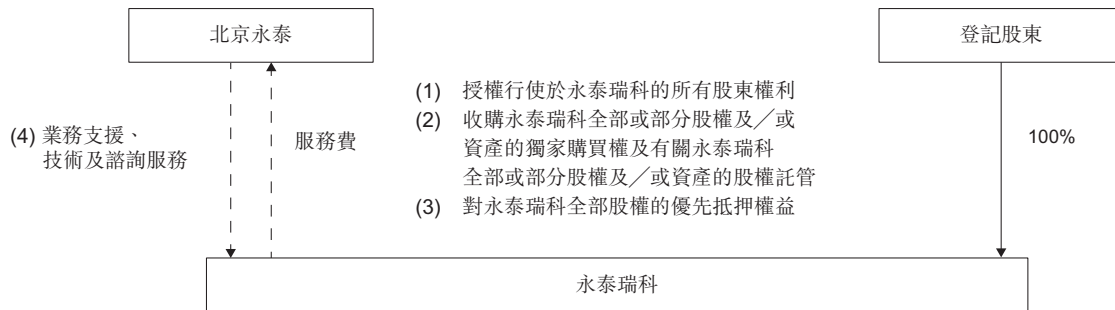 北京永泰
登記股東
(1) 授權行使於永泰瑞科的所有股東權利
(2) 收購永泰瑞科全部或部分股權及／或
資產的獨家購買權及有關永泰瑞科
全部或部分股權及／或資產的股權託管
(3) 對永泰瑞科全部股權的優先抵押權益
(4) 業務支援、
技術及諮詢服務
服務費
100%
永泰瑞科